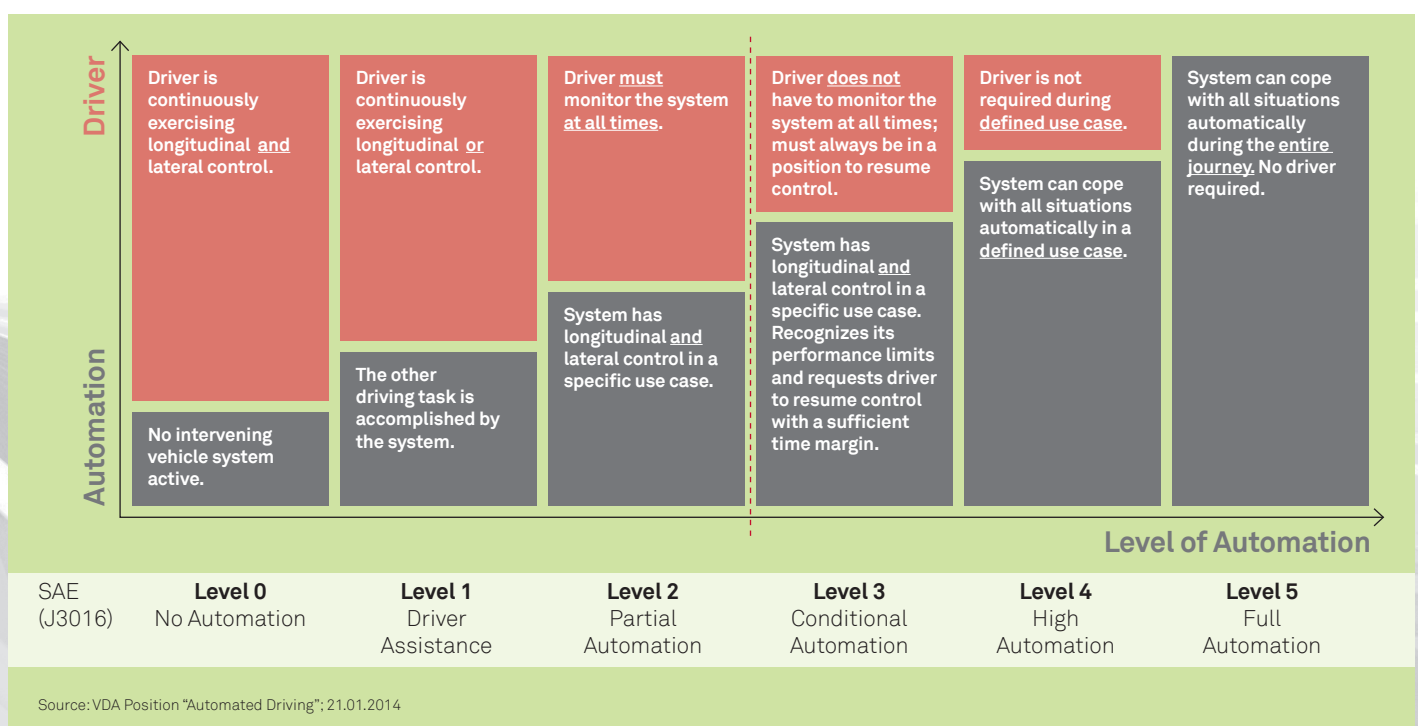 Driver
Automation
Driver is
continuously
exercising
longitudinal and
lateral control.
No intervening
vehicle system
active.
Driver is
continuously
exercising
longitudinal or
lateral control.
The other
driving task is
accomplished by
the system.
Driver must
monitor the system
at all times.
System has
longitudinal and
lateral control in a
specific use case.
Driver does not
have to monitor the
system at all times;
must always be in a
position to resume
control.
System has
longitudinal and
lateral control in a
specific use case.
Recognizes its
performance limits
and requests driver
to resume control
with a sufficient
time margin.
Driver is not
required during
defined use case.
System can cope
with all situations
automatically in a
defined use case.
System can cope
with all situations
automatically
during the entire
journey. No driver
required.
Level of Automation
SAE
(J3016)
Level 0
No Automation
Level 1
Driver
Assistance
Level 2
Partial
Automation
Level 3
Conditional
Automation
Level 4
High
Automation
Level 5
Full
Automation
Source: VDA Position “Automated Driving”; 21.01.2014